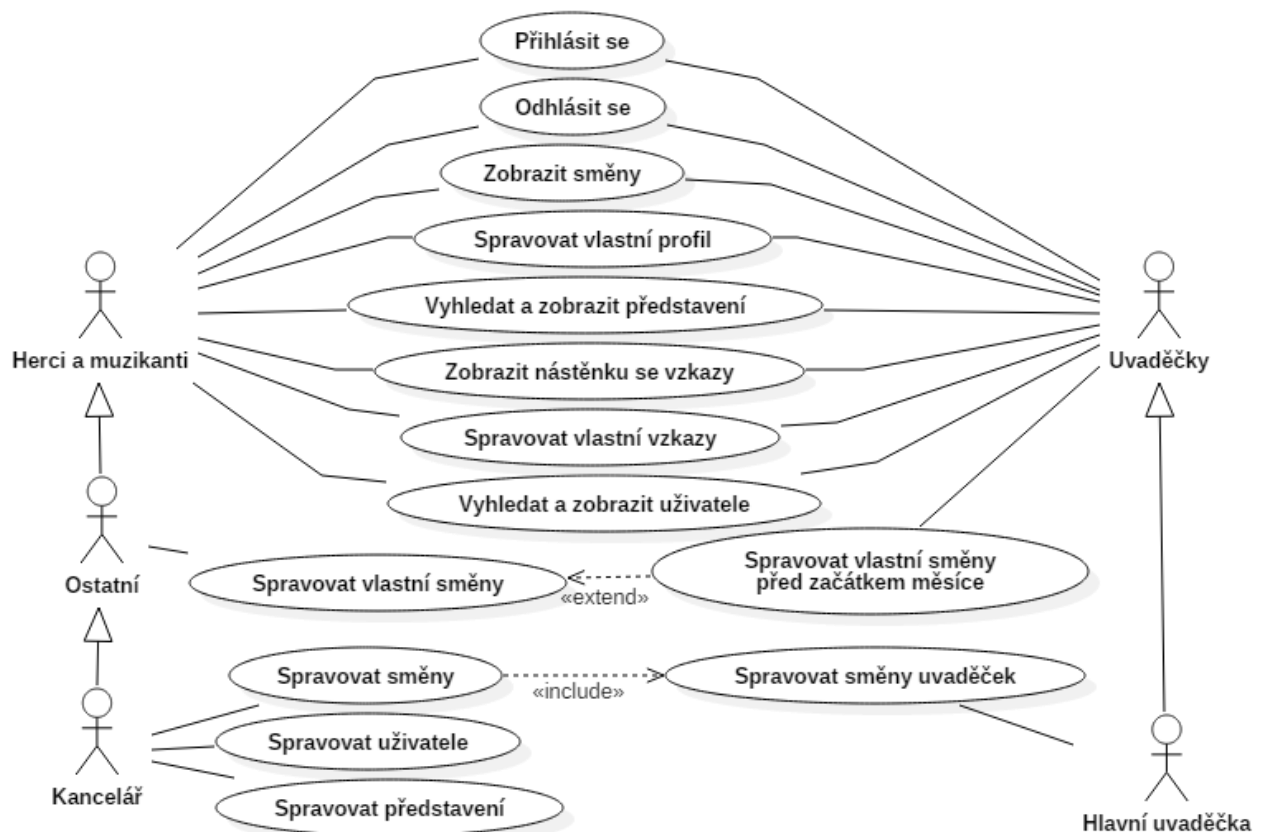 Přihlásit se
Odhlásit se
Zobrazit směny
Spravovat vlastní profil
Vyhledat a zobrazit představení
Herci a muzikanti
Uvaděčky
Zobrazit nástěnku se vzkazy
Spravovat vlastní vzkazy
Vyhledat a zobrazit uživatele
Ostatní
Spravovat vlastní směny
«extend»
Spravovat vlastní směny
před začátkem měsíce
Spravovat směny
«include»
Spravovat směny uvaděček
Spravovat uživatele
Kancelář
Spravovat představení
Hlavní uvaděčka